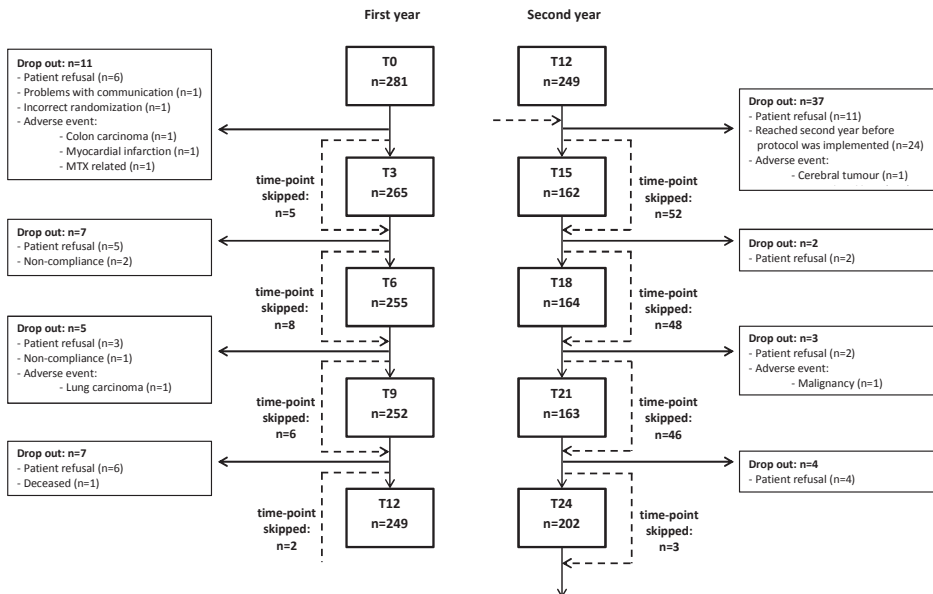 First year
Second year
T0
n=281
T12
n=249
Drop out: n=11
- Patient refusal (n=6)
- Problems with communication (n=1)
- Incorrect randomization (n=1)
- Adverse event:
- Colon carcinoma (n=1)
- Myocardial infarction (n=1)
- MTX related (n=1)
Drop out: n=37
- Patient refusal (n=11)
- Reached second year before
protocol was implemented (n=24)
- Adverse event:
- Cerebral tumour (n=1)
time-point
skipped:
n=5
T3
n=265
T15
n=162
time-point
skipped:
n=52
Drop out: n=7
- Patient refusal (n=5)
- Non-compliance (n=2)
Drop out: n=2
- Patient refusal (n=2)
time-point
skipped:
n=8
T6
n=255
T18
n=164
time-point
skipped:
n=48
Drop out: n=5
- Patient refusal (n=3)
- Non-compliance (n=1)
- Adverse event:
- Lung carcinoma (n=1)
Drop out: n=3
- Patient refusal (n=2)
- Adverse event:
- Malignancy (n=1)
time-point
skipped:
n=6
T9
n=252
T21
n=163
time-point
skipped:
n=46
Drop out: n=7
- Patient refusal (n=6)
- Deceased (n=1)
Drop out: n=4
- Patient refusal (n=4)
time-point
skipped:
n=2
T12
n=249
T24
n=202
time-point
skipped:
n=3